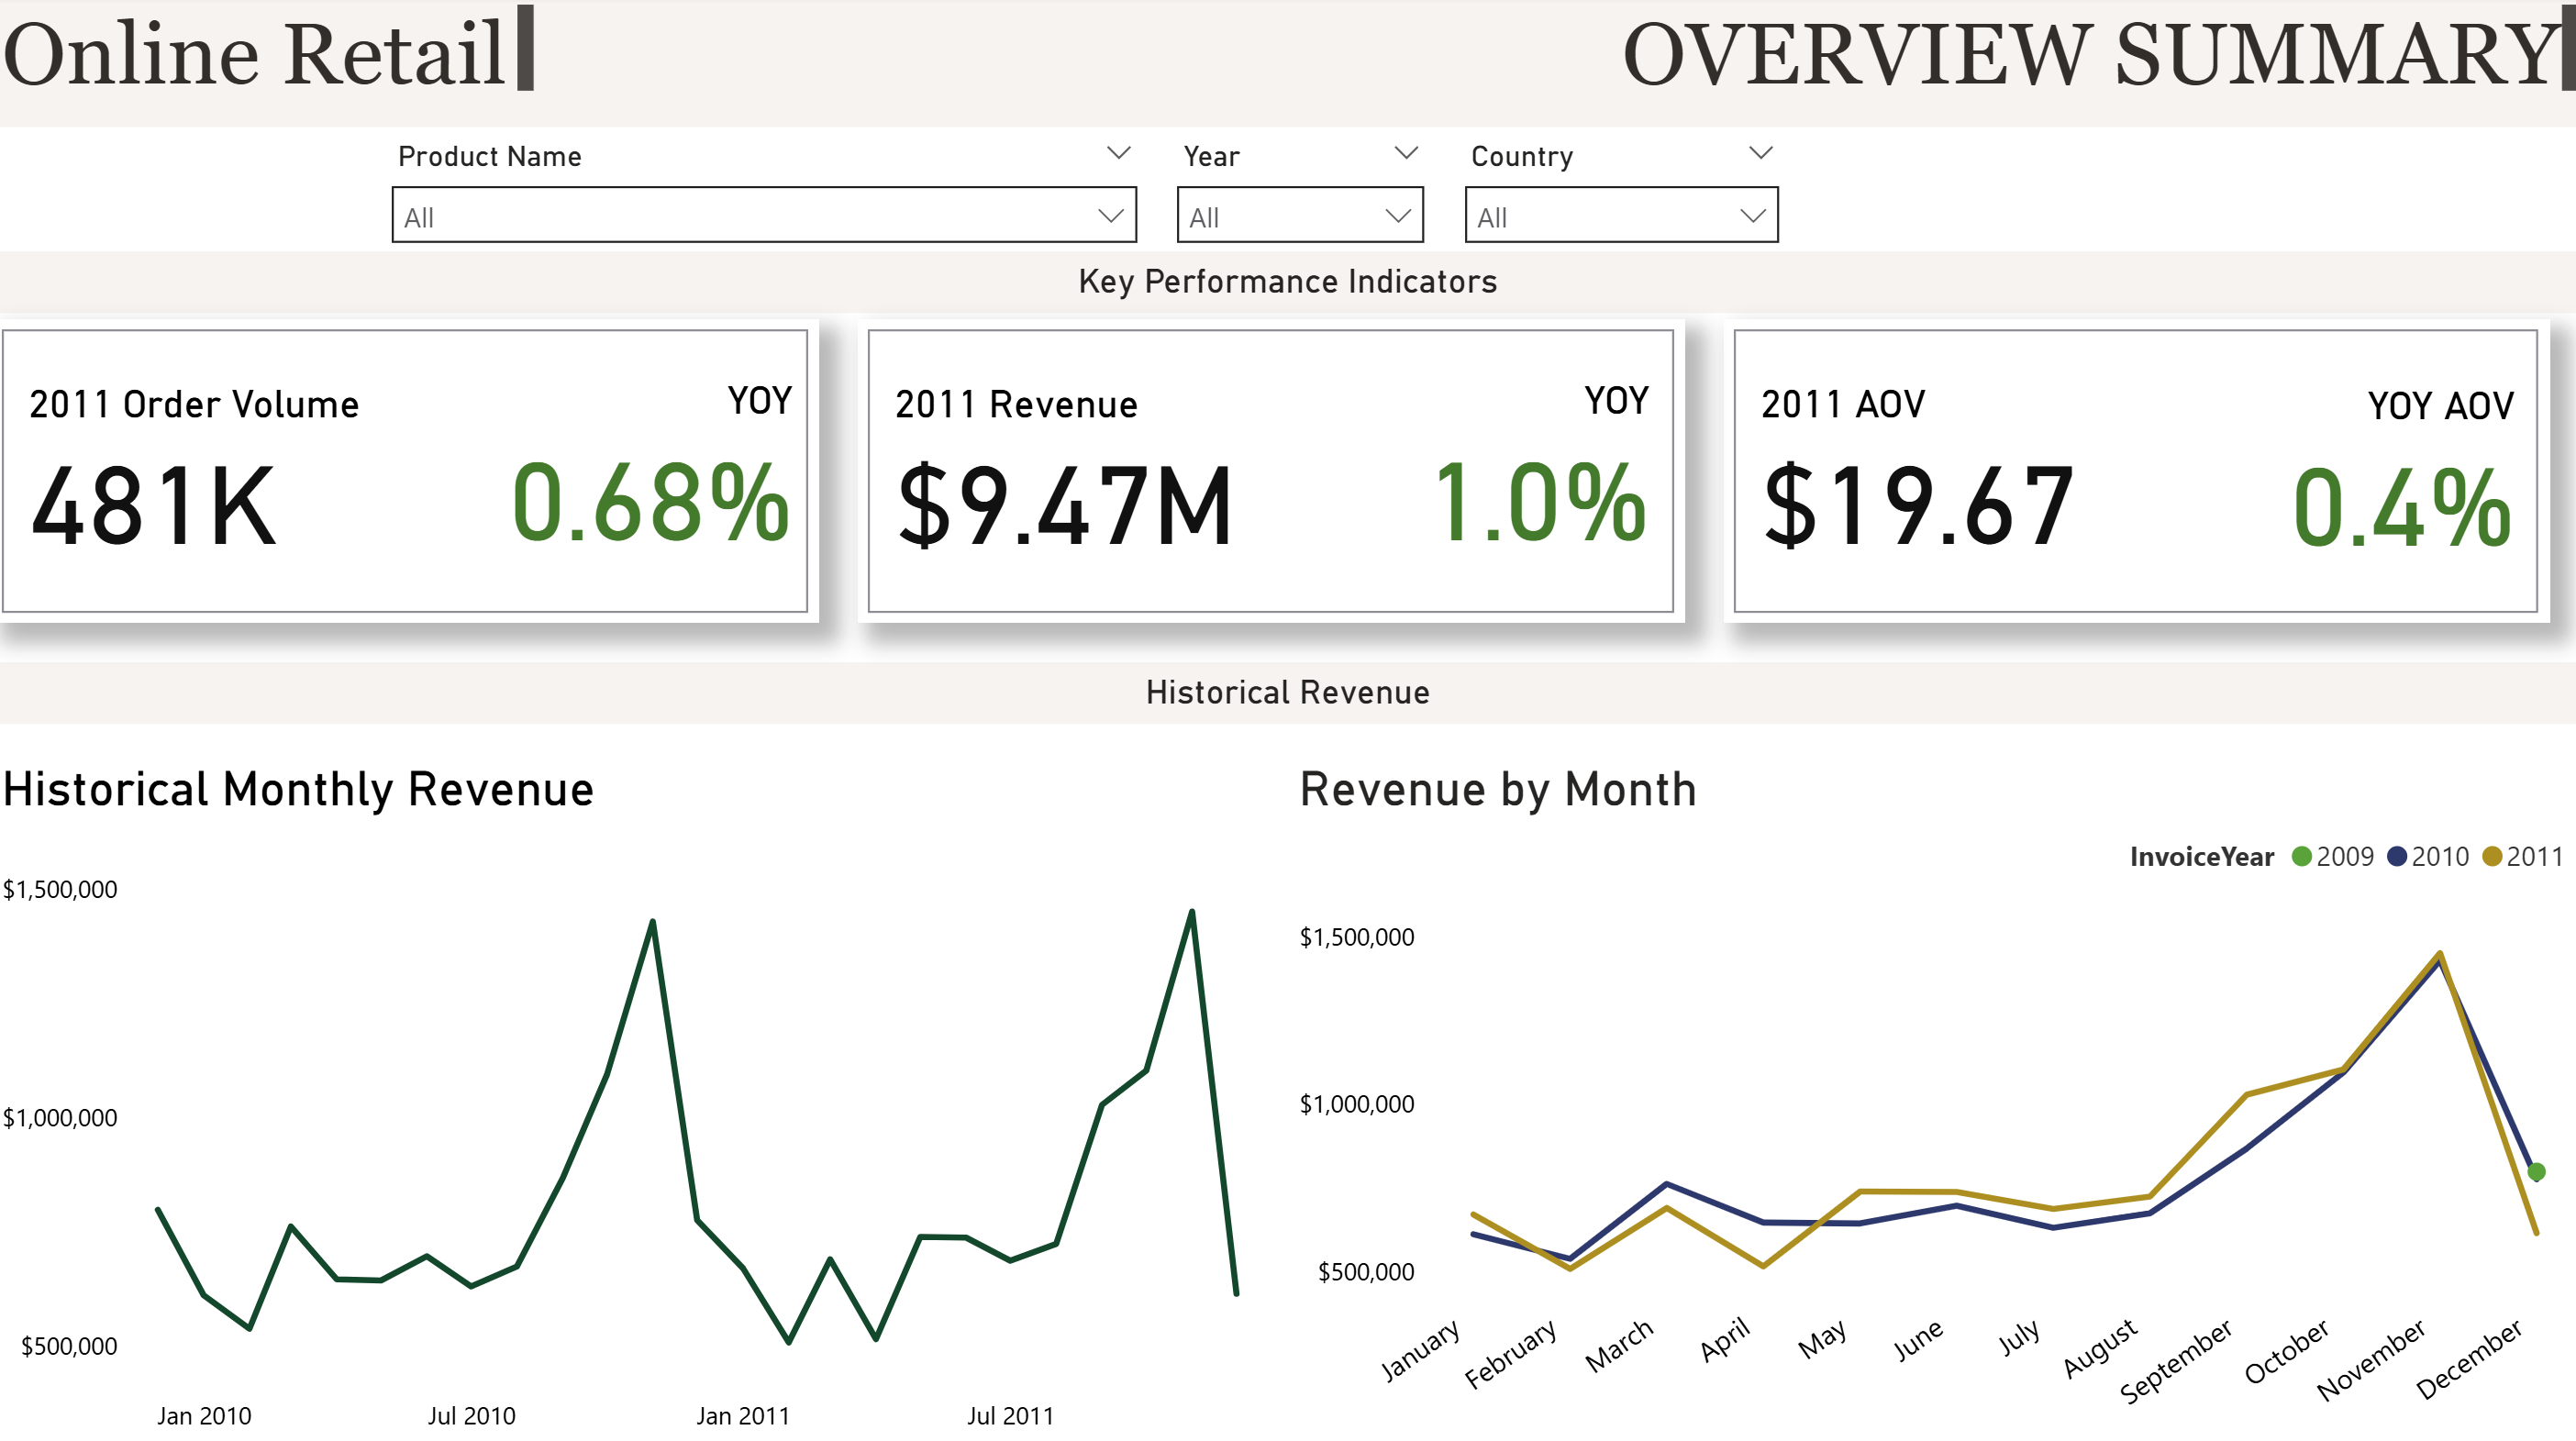 Online Retail
OVERVIEW SUMMARY
Product Name
Year
Country
All
All
All
Key Performance Indicators
2011 Order Volume
YOY
481K
0.68%
2011 Revenue
YOY
$9.47M
1.0%
2011 AOV
YOY AOV
$19.67
0.4%
Historical Revenue
Historical Monthly Revenue
$1,500,000
$1,000,000
$500,000
Jan 2010
Jul 2010
Jan 2011
Jul 2011
Revenue by Month
InvoiceYear 2009 2010 2011
$1,500,000
$1,000,000
$500,000
January
February
March
April
May
June
July
August
September
October
November
December